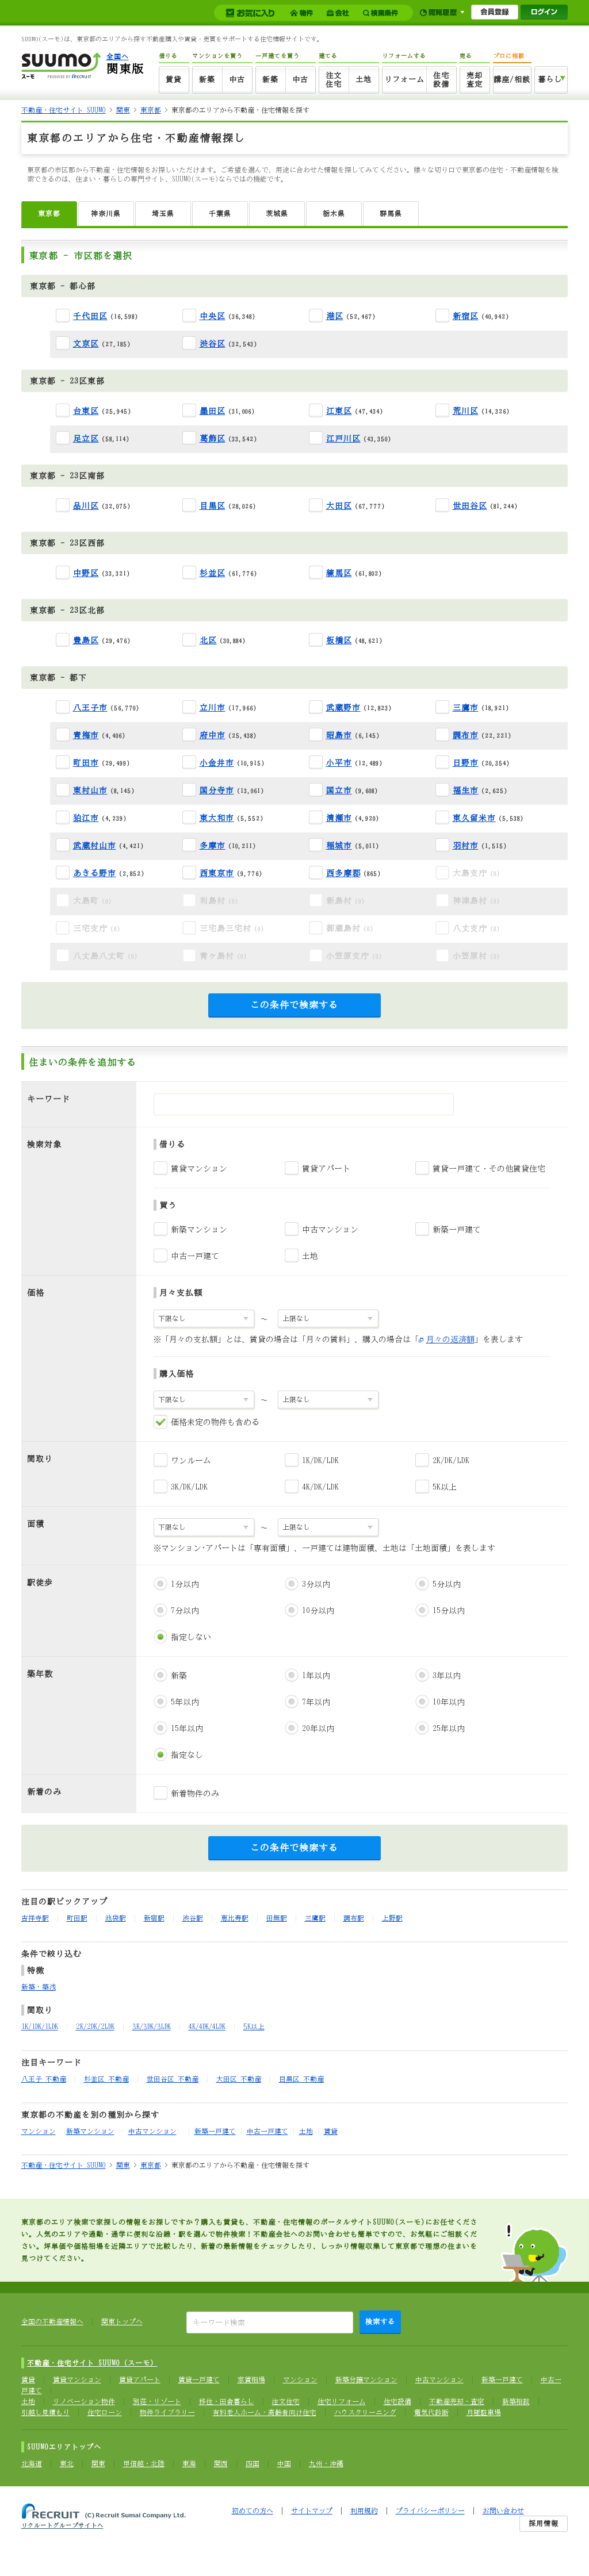 お気に入り 物件 会社 検索条件 閲覧履歴 会員登録 ログイン
SUUMO(スーモ)は、東京都のエリアから探す不動産購入や賃貸・売買をサポートする住宅情報サイトです。
SUUMO スーモ POWERED BY RECRUIT
全国へ
関東版
借りる マンションを買う 一戸建てを買う 建てる リフォームする 売る プロに相談
賃貸 新築 中古 新築 中古 注文住宅 土地 リフォーム 住宅設備 売却査定 講座/相談 暮らし
不動産・住宅サイト SUUMO > 関東 > 東京都 > 東京都のエリアから不動産・住宅情報を探す
東京都のエリアから住宅・不動産情報探し
東京都の市区郡から不動産・住宅情報をお探しいただけます。ご希望を選んで、用途に合わせた情報を探してみてください。様々な切り口で東京都の住宅・不動産情報を検索できるのは、住まい・暮らしの専門サイト、SUUMO(スーモ)ならではの機能です。
東京都 神奈川県 埼玉県 千葉県 茨城県 栃木県 群馬県
東京都 - 市区郡を選択
東京都 - 都心部
千代田区 (16,598) 中央区 (36,348) 港区 (52,467) 新宿区 (40,942)
文京区 (27,185) 渋谷区 (32,543)
東京都 - 23区東部
台東区 (25,945) 墨田区 (31,006) 江東区 (47,434) 荒川区 (14,326)
足立区 (58,114) 葛飾区 (33,542) 江戸川区 (43,350)
東京都 - 23区南部
品川区 (32,075) 目黒区 (28,026) 大田区 (67,777) 世田谷区 (81,244)
東京都 - 23区西部
中野区 (33,321) 杉並区 (61,776) 練馬区 (61,802)
東京都 - 23区北部
豊島区 (29,476) 北区 (30,884) 板橋区 (48,621)
東京都 - 都下
八王子市 (56,770) 立川市 (17,966) 武蔵野市 (12,823) 三鷹市 (18,921)
青梅市 (4,406) 府中市 (25,438) 昭島市 (6,145) 調布市 (22,221)
町田市 (29,499) 小金井市 (10,915) 小平市 (12,489) 日野市 (20,354)
東村山市 (8,145) 国分寺市 (13,061) 国立市 (9,608) 福生市 (2,625)
狛江市 (4,239) 東大和市 (5,552) 清瀬市 (4,920) 東久留米市 (5,538)
武蔵村山市 (4,421) 多摩市 (10,211) 稲城市 (5,011) 羽村市 (1,515)
あきる野市 (2,852) 西東京市 (9,776) 西多摩郡 (865) 大島支庁 (0)
大島町 (0) 利島村 (0) 新島村 (0) 神津島村 (0)
三宅支庁 (0) 三宅島三宅村 (0) 御蔵島村 (0) 八丈支庁 (0)
八丈島八丈町 (0) 青ヶ島村 (0) 小笠原支庁 (0) 小笠原村 (0)
この条件で検索する
住まいの条件を追加する
キーワード
検索対象
借りる
賃貸マンション 賃貸アパート 賃貸一戸建て・その他賃貸住宅
買う
新築マンション 中古マンション 新築一戸建て
中古一戸建て 土地
価格
月々支払額
下限なし ～ 上限なし
※「月々の支払額」とは、賃貸の場合は「月々の賃料」、購入の場合は「月々の返済額」を表します
購入価格
下限なし ～ 上限なし
価格未定の物件も含める
間取り
ワンルーム 1K/DK/LDK 2K/DK/LDK
3K/DK/LDK 4K/DK/LDK 5K以上
面積
下限なし ～ 上限なし
※マンション･アパートは「専有面積」、一戸建ては建物面積、土地は「土地面積」を表します
駅徒歩
1分以内 3分以内 5分以内
7分以内 10分以内 15分以内
指定しない
築年数
新築 1年以内 3年以内
5年以内 7年以内 10年以内
15年以内 20年以内 25年以内
指定なし
新着のみ
新着物件のみ
この条件で検索する
注目の駅ピックアップ
吉祥寺駅 町田駅 池袋駅 新宿駅 渋谷駅 恵比寿駅 田無駅 三鷹駅 調布駅 上野駅
条件で絞り込む
特徴
新築・築浅
間取り
1K/1DK/1LDK 2K/2DK/2LDK 3K/3DK/3LDK 4K/4DK/4LDK 5K以上
注目キーワード
八王子 不動産 杉並区 不動産 世田谷区 不動産 大田区 不動産 目黒区 不動産
東京都の不動産を別の種別から探す
マンション 新築マンション 中古マンション 新築一戸建て 中古一戸建て 土地 賃貸
不動産・住宅サイト SUUMO > 関東 > 東京都 > 東京都のエリアから不動産・住宅情報を探す
東京都のエリア検索で家探しの情報をお探しですか？購入も賃貸も、不動産・住宅情報のポータルサイトSUUMO(スーモ)にお任せください。人気のエリアや通勤・通学に便利な沿線・駅を選んで物件検索！不動産会社へのお問い合わせも簡単ですので、お気軽にご相談ください。坪単価や価格相場を近隣エリアで比較したり、新着の最新情報をチェックしたり、しっかり情報収集して東京都で理想の住まいを見つけてください。
全国の不動産情報へ 関東トップへ キーワード検索 検索する
不動産・住宅サイト SUUMO（スーモ）
賃貸 賃貸マンション 賃貸アパート 賃貸一戸建て 家賃相場 マンション 新築分譲マンション 中古マンション 新築一戸建て 中古一戸建て
土地 リノベーション物件 別荘・リゾート 移住・田舎暮らし 注文住宅 住宅リフォーム 住宅設備 不動産売却・査定 新築相談
引越し見積もり 住宅ローン 物件ライブラリー 有料老人ホーム・高齢者向け住宅 ハウスクリーニング 電気代診断 月極駐車場
SUUMOエリアトップへ
北海道 東北 関東 甲信越・北陸 東海 関西 四国 中国 九州・沖縄
RECRUIT (C) Recruit Sumai Company Ltd.
リクルートグループサイトへ
初めての方へ | サイトマップ | 利用規約 | プライバシーポリシー | お問い合わせ
採用情報